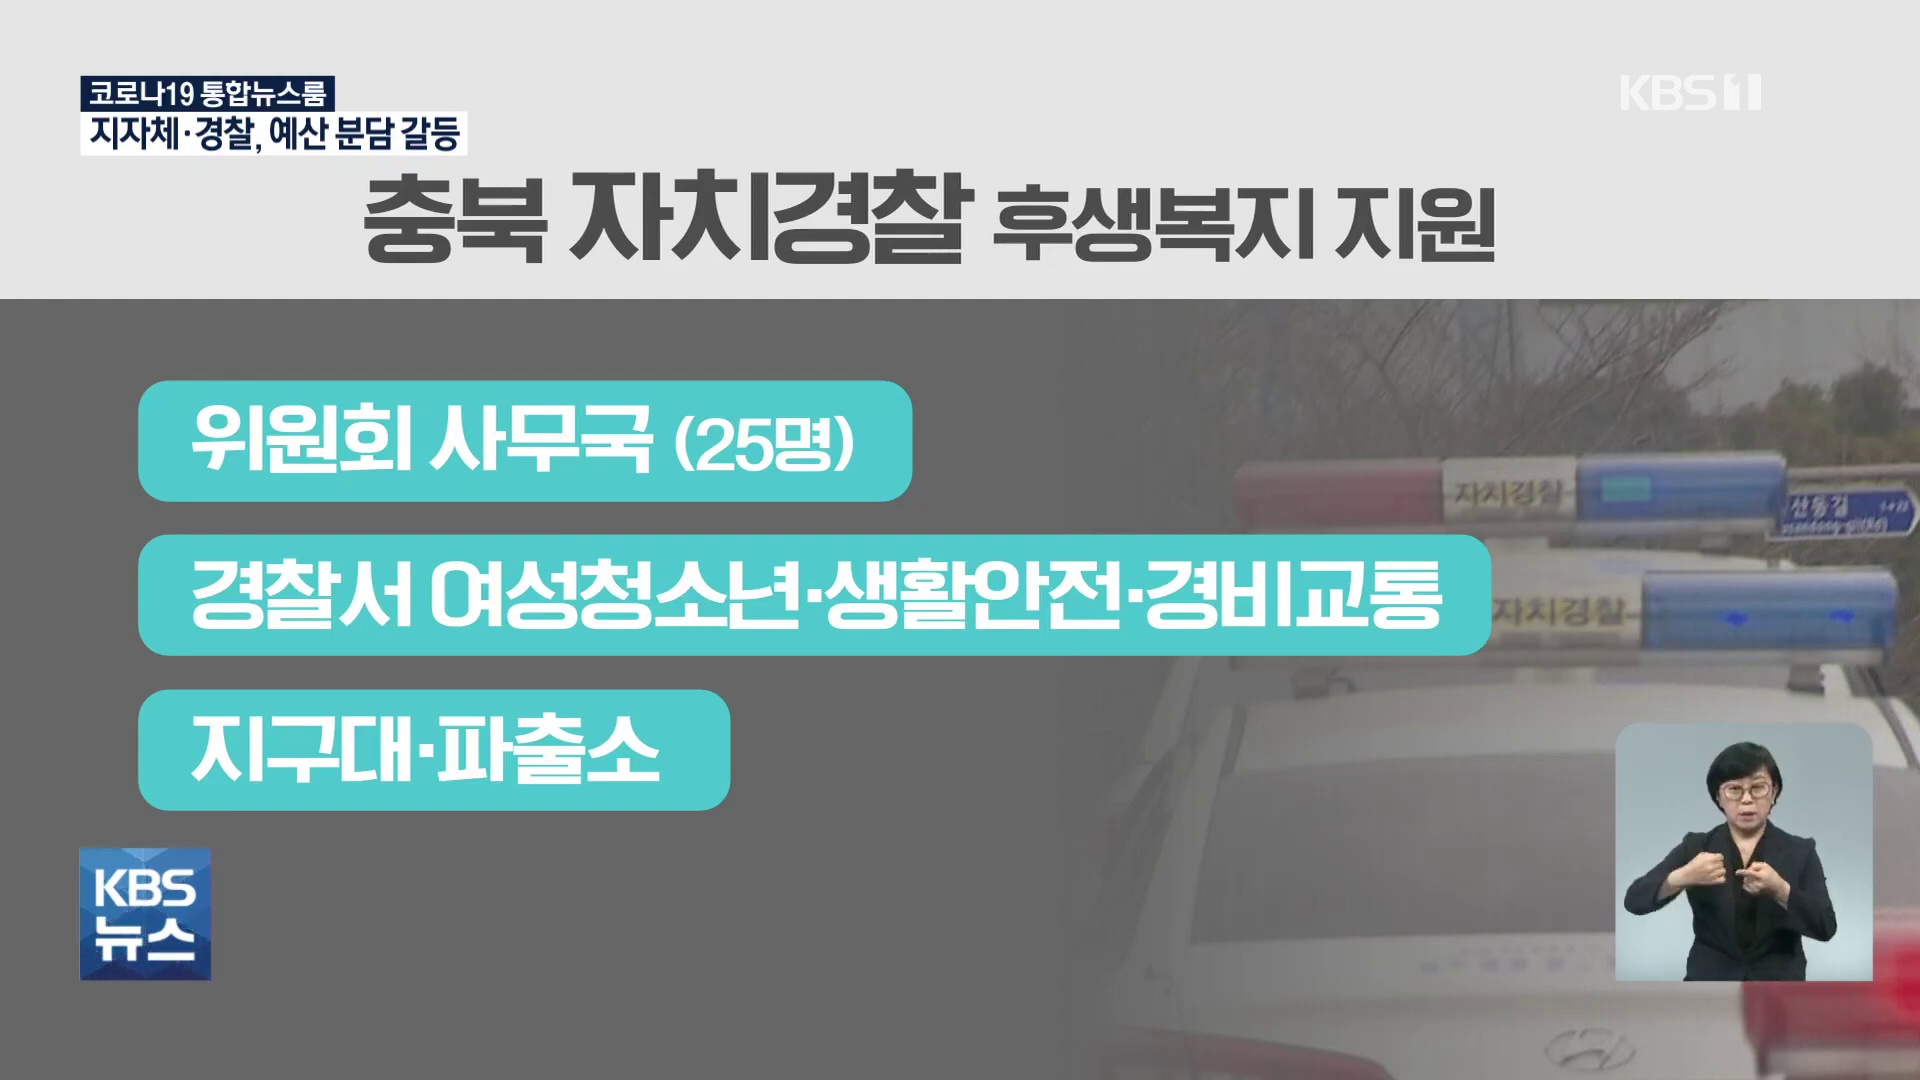 코로나19 통합뉴스룸
KBS 1
지자체·경찰, 예산 분담 갈등
충북 자치경찰 후생복지 지원
위원회 사무국 (25명)
자치경찰
산동길
경찰서 여성청소년·생활안전·경비교통
자치경찰
지구대·파출소
KBS
뉴스